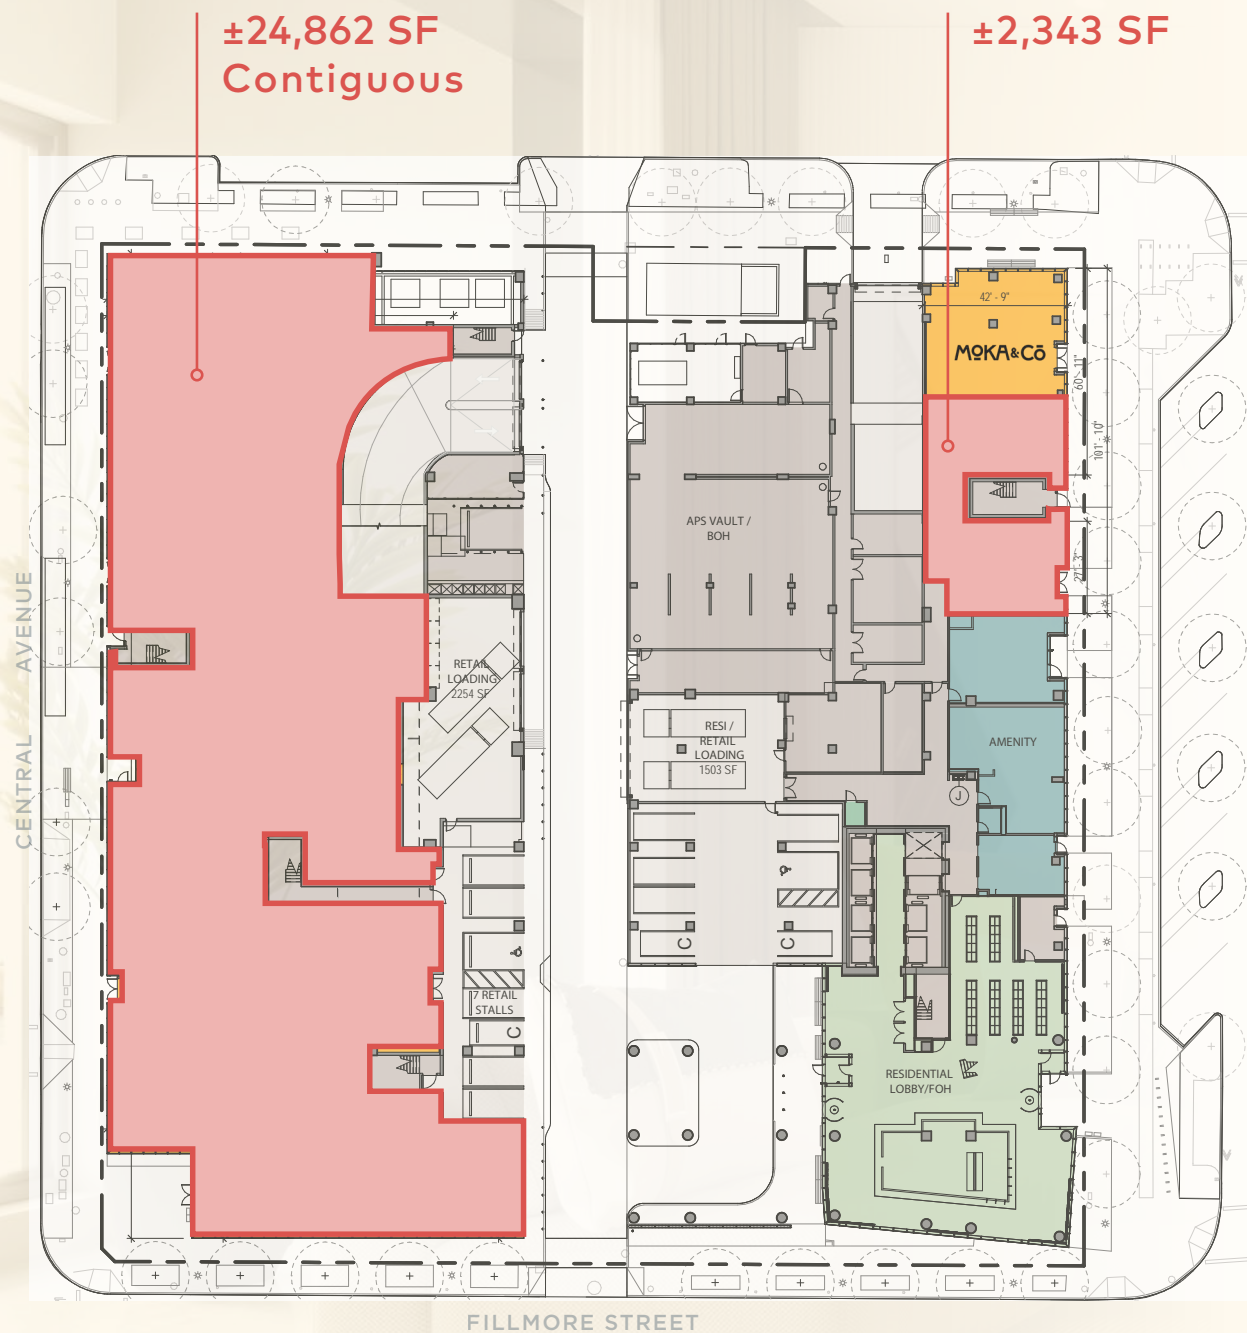 ±24,862 SF
Contiguous
±2,343 SF
42' - 9"
MOKA&Cō
60' - 11"
101' - 10"
APS VAULT /
BOH
CENTRAL AVENUE
RETAIL
LOADING
2254 SF
RESI /
RETAIL
LOADING
1503 SF
AMENITY
J
C
C
7 RETAIL
STALLS
C
RESIDENTIAL
LOBBY/FOH
FILLMORE STREET